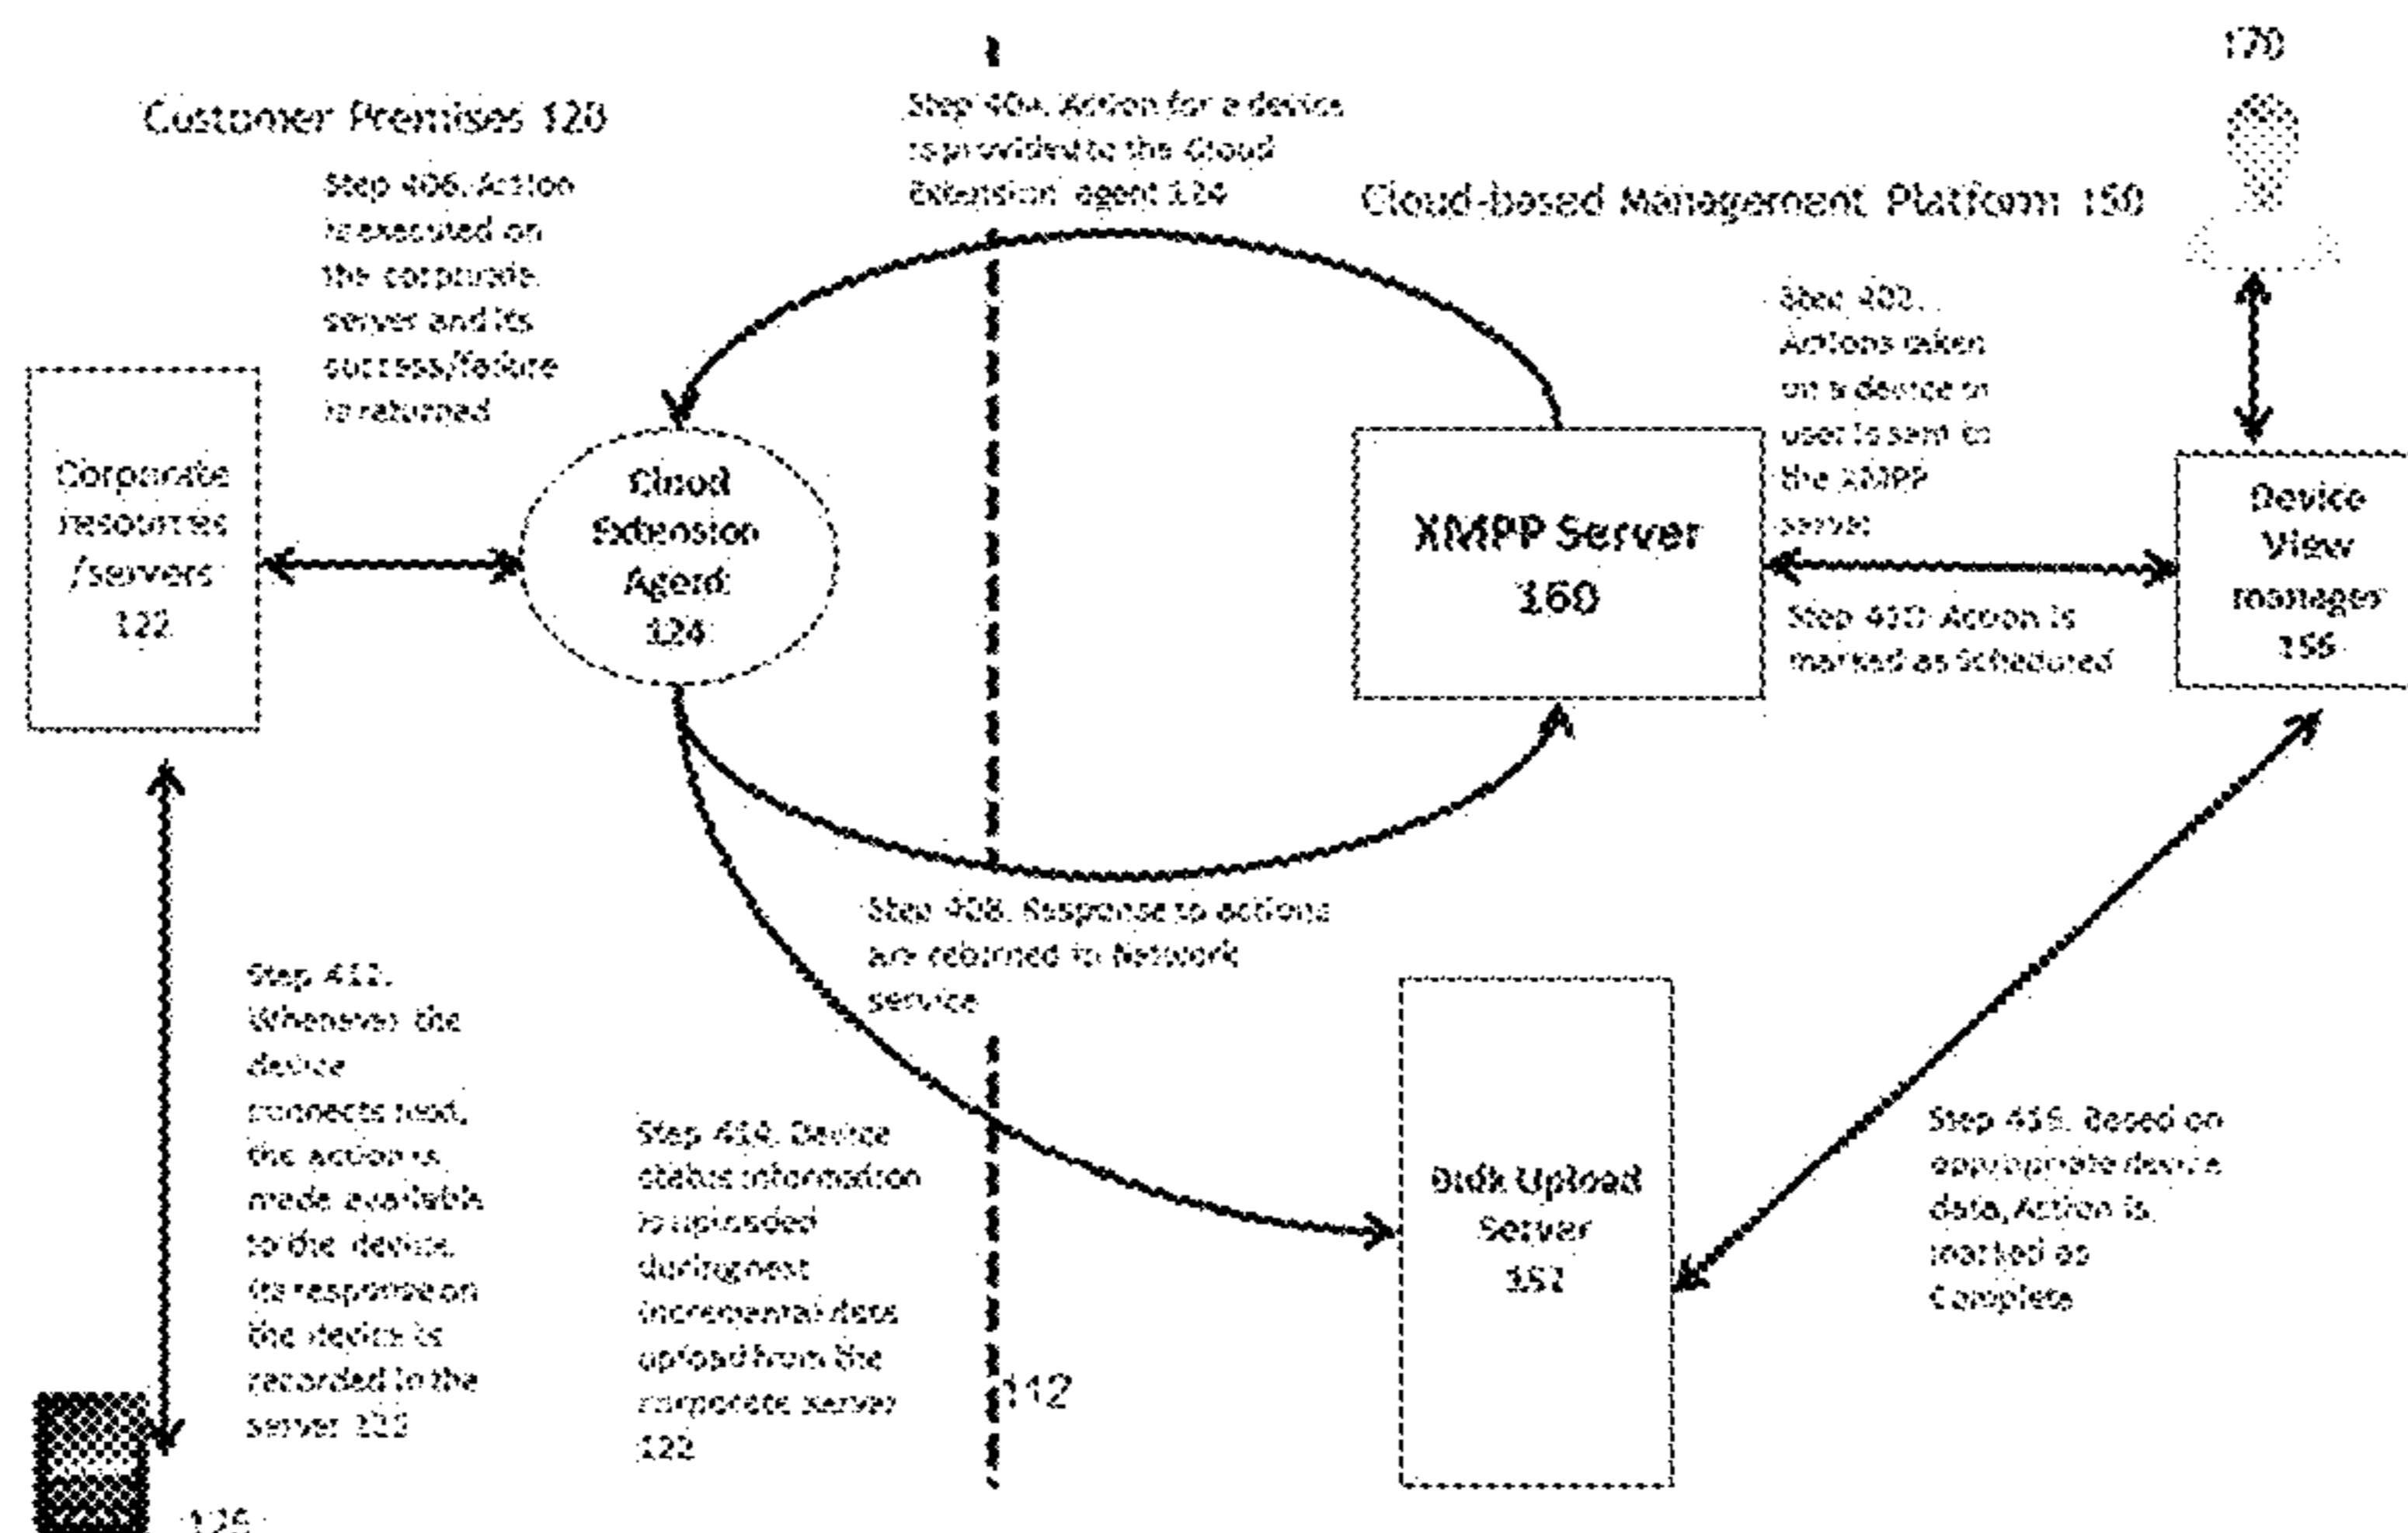 170
Customer Premises 120
Step 404. Action for a device
is provided to the Cloud
Extension agent 124
Cloud-based Management Platform 150
Step 406. Action
is executed on
the corporate
server and its
success/failure
is returned
Step 402.
Actions taken
on a device or
user is sent to
the XMPP
server
Corporate
resources
/servers
122
Cloud
Extension
Agent
124
XMPP Server
160
Device
View
manager
Step 410. Action is
marked as Scheduled
Step 408. Response to actions
are returned to Network
service
Step 412.
Whenever the
device
connects next,
the action is
made available
to the device.
Its response on
the device is
recorded in the
server 122
Step 414. Device
status information
is uploaded
during next
incremental data
upload from the
corporate server
122
112
Bulk Upload
Server
Step 416. Based on
appropriate device
data, Action is
marked as
Complete